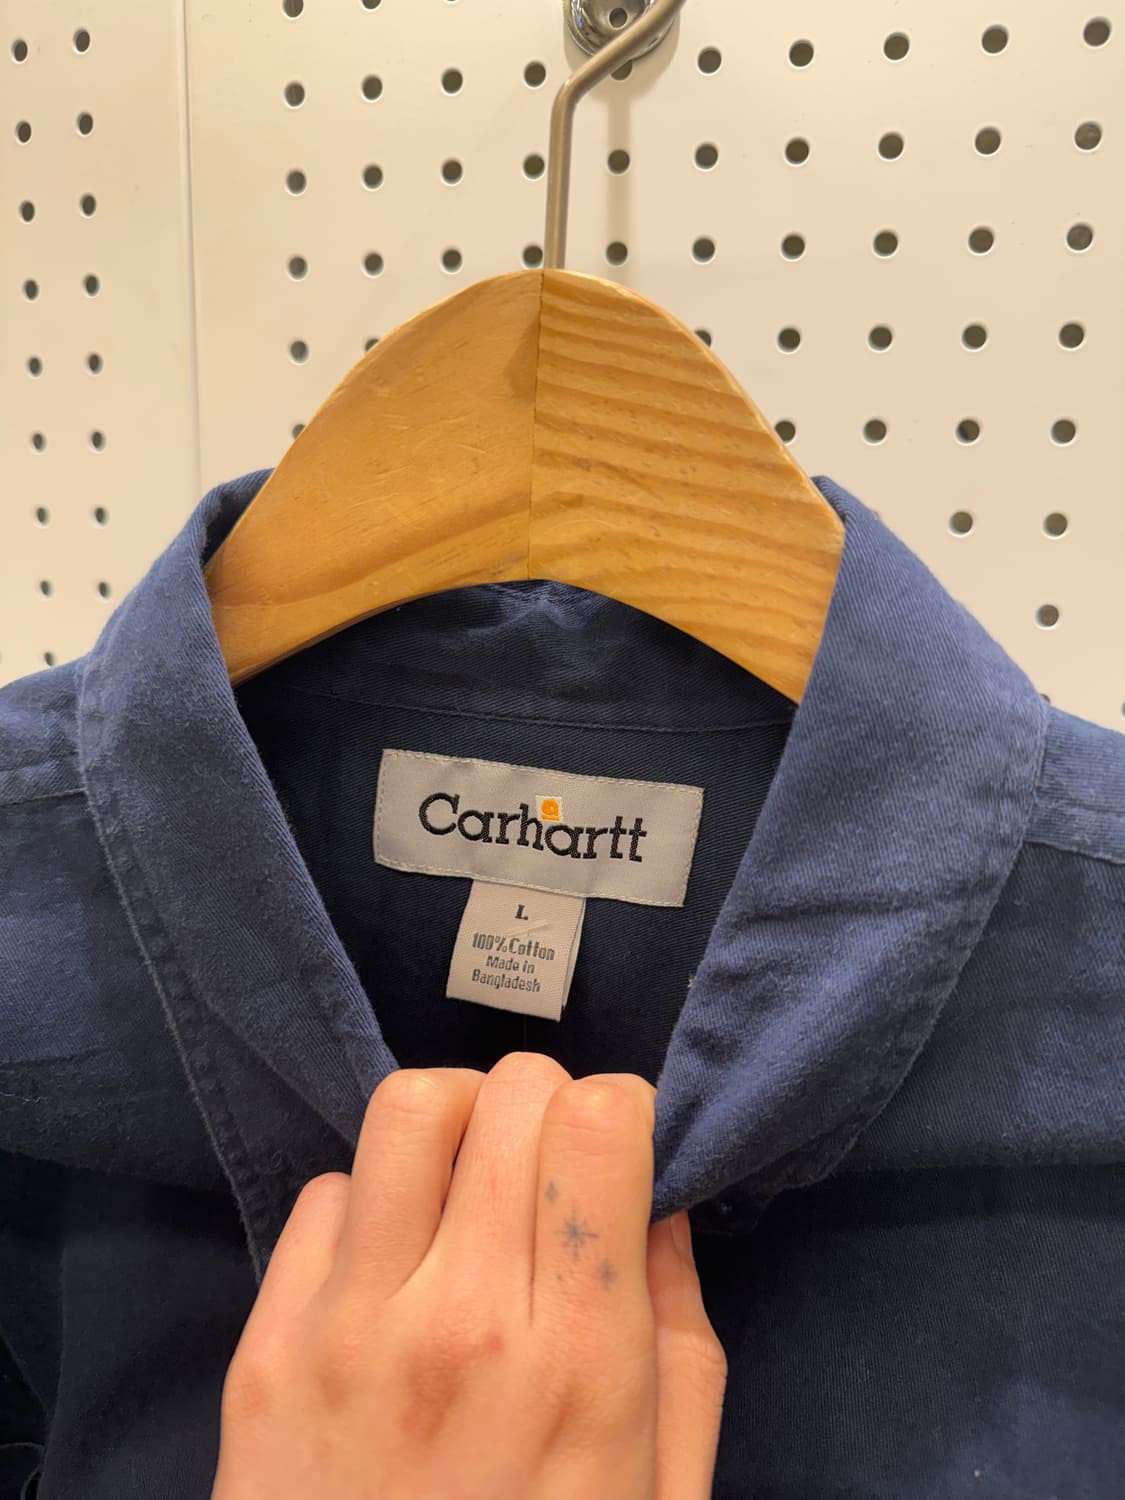 Carhartt
L
100% Cotton
Made in
Bangladesh